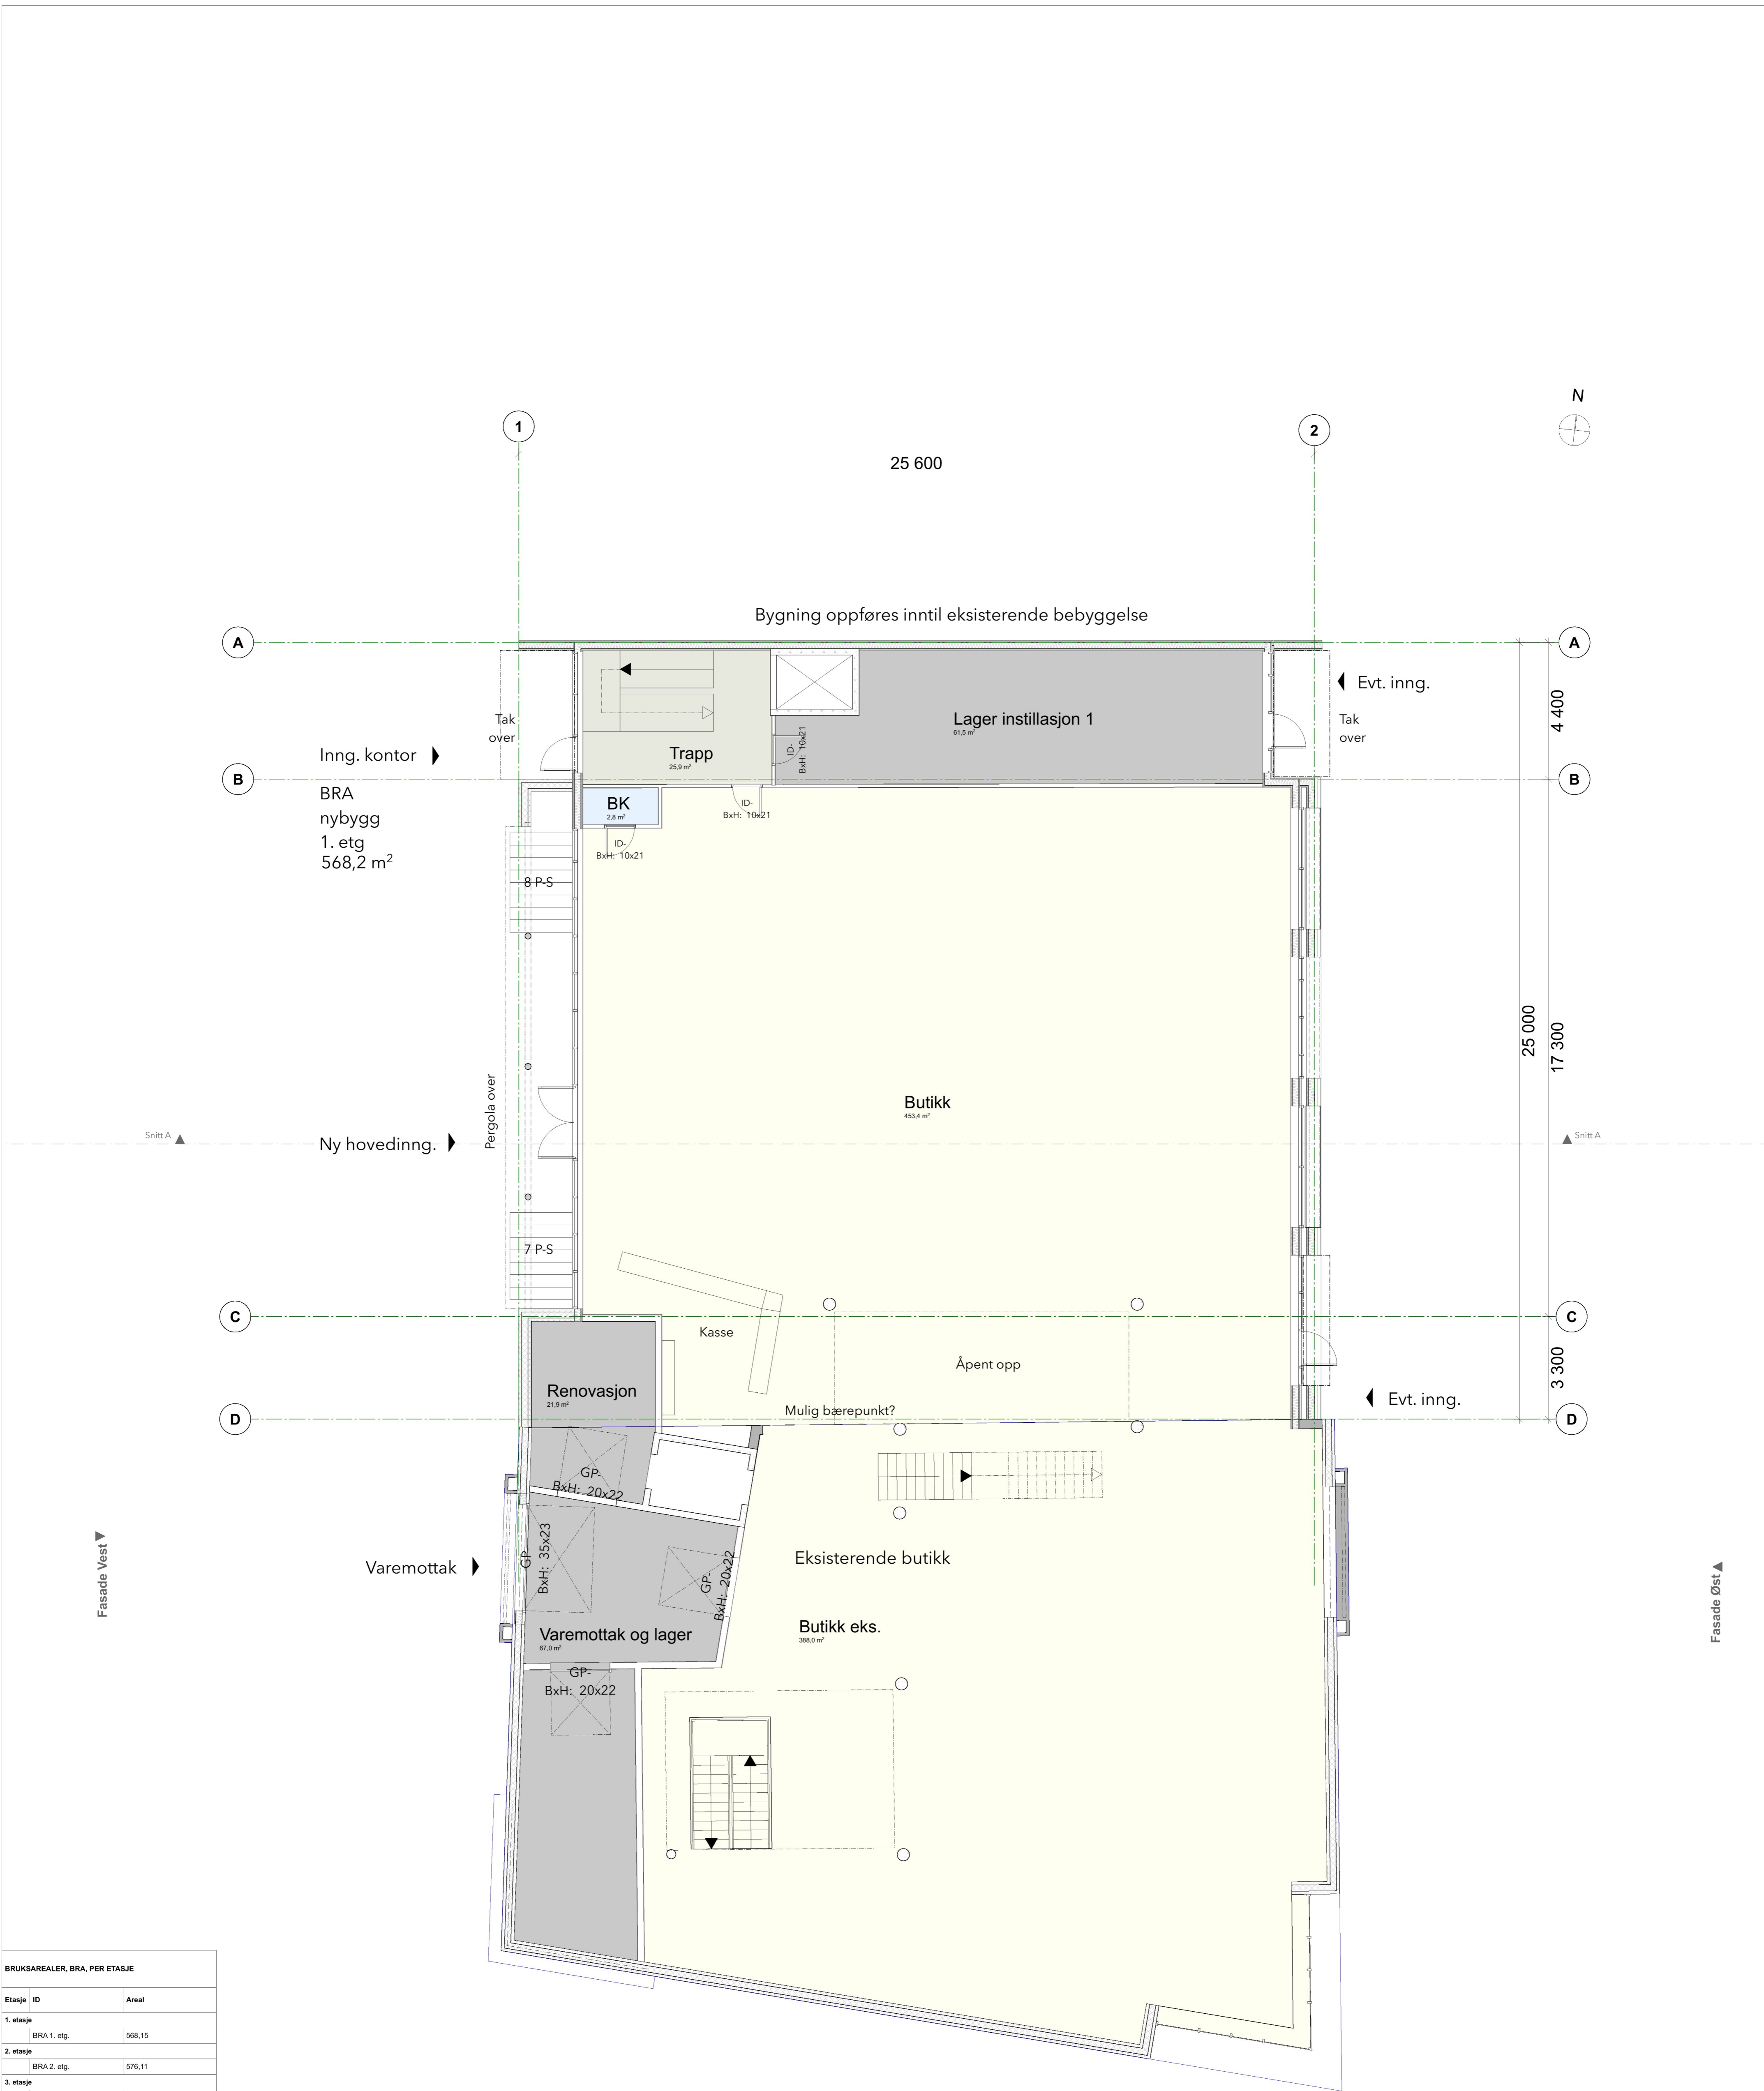 N
1
2
25 600
Bygning oppføres inntil eksisterende bebyggelse
A
A
Evt. inng.
Tak
over
Lager instillasjon 1
61,5 m²
Tak
over
4 400
Inng. kontor
Trapp
25,9 m²
ID-
BxH: 10x21
B
B
BRA
nybygg
1. etg
568,2 m²
BK
2,8 m²
ID-
BxH: 10x21
ID-
BxH: 10x21
8 P-S
25 000
17 300
Pergola over
Butikk
453,4 m²
Snitt A
Snitt A
Ny hovedinng.
7 P-S
C
C
Kasse
Åpent opp
3 300
Renovasjon
21,9 m²
Mulig bærepunkt?
Evt. inng.
D
D
GP-
BxH: 20x22
GP-
BxH: 35x23
GP-
BxH: 20x22
Varemottak
Eksisterende butikk
Fasade Vest
Fasade Øst
Varemottak og lager
67,0 m²
Butikk eks.
388,0 m²
GP-
BxH: 20x22
BRUKSAREALER, BRA, PER ETASJE
Etasje ID Areal
1. etasje
BRA 1. etg. 568,15
2. etasje
BRA 2. etg. 576,11
3. etasje